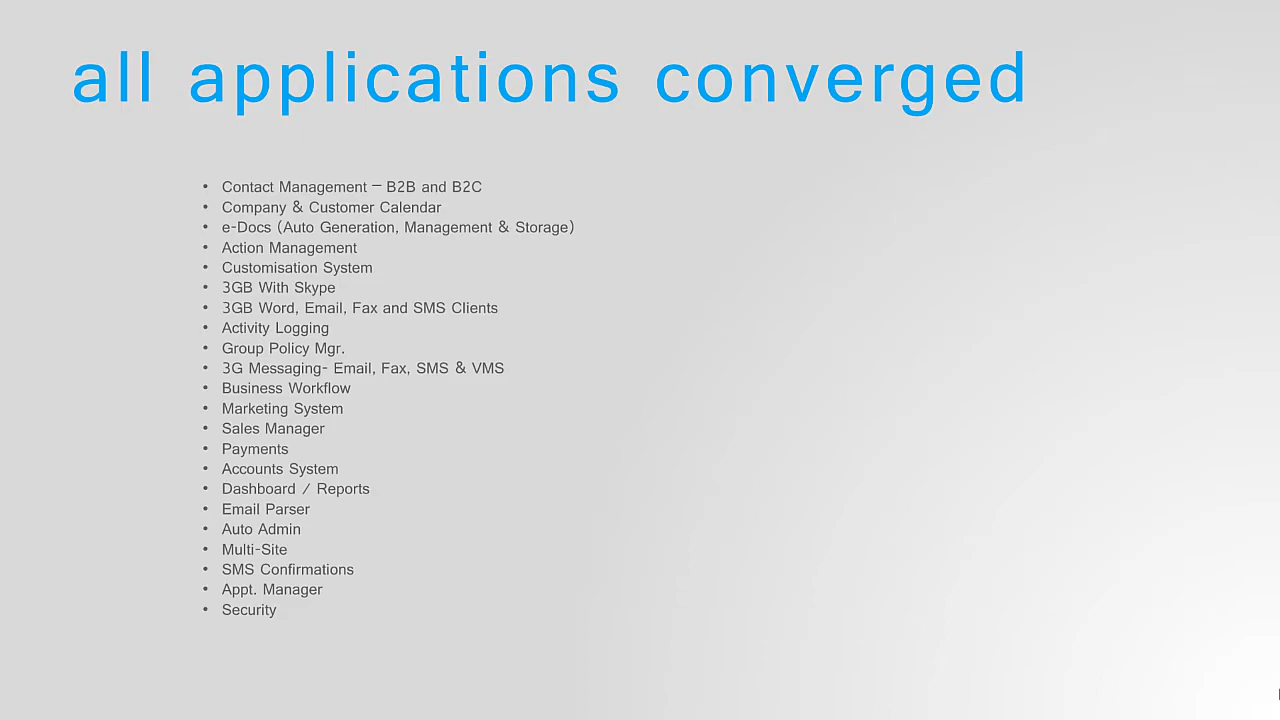 all applications converged
• Contact Management – B2B and B2C
• Company & Customer Calendar
• e-Docs (Auto Generation, Management & Storage)
• Action Management
• Customisation System
• 3GB With Skype
• 3GB Word, Email, Fax and SMS Clients
• Activity Logging
• Group Policy Mgr.
• 3G Messaging- Email, Fax, SMS & VMS
• Business Workflow
• Marketing System
• Sales Manager
• Payments
• Accounts System
• Dashboard / Reports
• Email Parser
• Auto Admin
• Multi-Site
• SMS Confirmations
• Appt. Manager
• Security